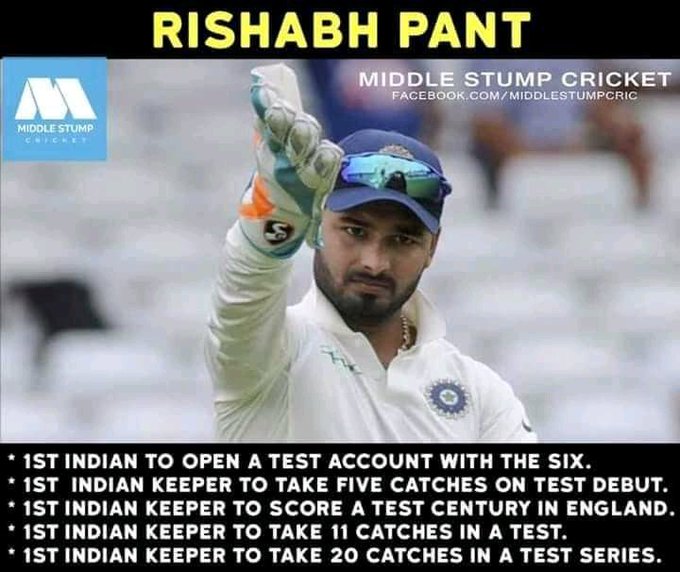 RISHABH PANT
MIDDLE STUMP CRICKET
FACEBOOK.COM/MIDDLESTUMPCRIC
MIDDLE STUMP
CRICKET
* 1ST INDIAN TO OPEN A TEST ACCOUNT WITH THE SIX.
* 1ST INDIAN KEEPER TO TAKE FIVE CATCHES ON TEST DEBUT.
* 1ST INDIAN KEEPER TO SCORE A TEST CENTURY IN ENGLAND.
* 1ST INDIAN KEEPER TO TAKE 11 CATCHES IN A TEST.
* 1ST INDIAN KEEPER TO TAKE 20 CATCHES IN A TEST SERIES.